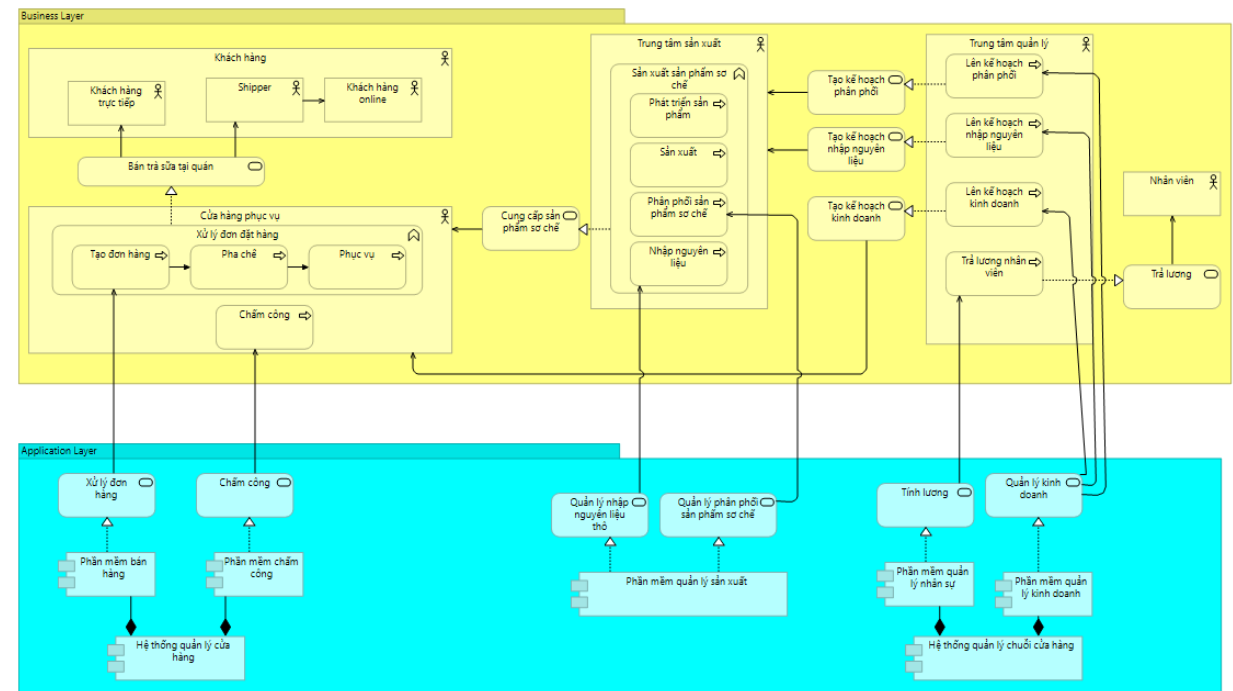 Business Layer
Khách hàng
Khách hàng
trực tiếp
Shipper
Khách hàng
online
Bán trà sữa tại quán
Cửa hàng phục vụ
Xử lý đơn đặt hàng
Tạo đơn hàng
Pha chế
Phục vụ
Chấm công
Cung cấp sản
phẩm sơ chế
Trung tâm sản xuất
Sản xuất sản phẩm sơ
chế
Phát triển sản
phẩm
Sản xuất
Phân phối sản
phẩm sơ chế
Nhập nguyên
liệu
Tạo kế hoạch
phân phối
Tạo kế hoạch
nhập nguyên
liệu
Tạo kế hoạch
kinh doanh
Trung tâm quản lý
Lên kế hoạch
phân phối
Lên kế hoạch
nhập nguyên
liệu
Lên kế hoạch
kinh doanh
Trả lương nhân
viên
Nhân viên
Trả lương
Application Layer
Xử lý đơn
hàng
Chấm công
Quản lý nhập
nguyên liệu
thô
Quản lý phân phối
sản phẩm sơ chế
Tính lương
Quản lý kinh
doanh
Phần mềm bán
hàng
Phần mềm chấm
công
Phần mềm quản lý sản xuất
Phần mềm quản
lý nhân sự
Phần mềm quản
lý kinh doanh
Hệ thống quản lý cửa
hàng
Hệ thống quản lý chuỗi cửa hàng